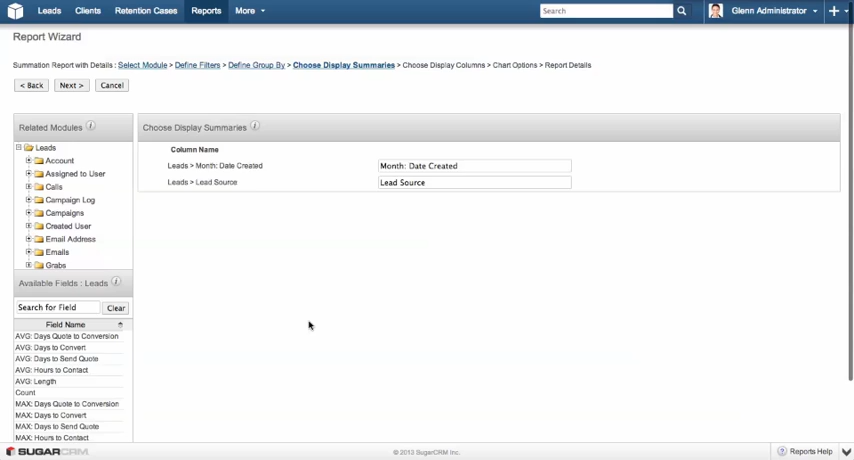 Leads Clients Retention Cases Reports More Search Glenn Administrator
Report Wizard
Summation Report with Details : Select Module > Define Filters > Define Group By > Choose Display Summaries > Choose Display Columns > Chart Options > Report Details
< Back Next > Cancel
Related Modules
Leads
Account
Assigned to User
Calls
Campaign Log
Campaigns
Created User
Email Address
Emails
Grabs
Choose Display Summaries
Column Name
Leads > Month: Date Created Month: Date Created
Leads > Lead Source Lead Source
Available Fields : Leads
Search for Field Clear
Field Name
AVG: Days Quote to Conversion
AVG: Days to Convert
AVG: Days to Send Quote
AVG: Hours to Contact
AVG: Length
Count
MAX: Days Quote to Conversion
MAX: Days to Convert
MAX: Days to Send Quote
MAX: Hours to Contact
SUGARCRM © 2013 SugarCRM Inc. Reports Help